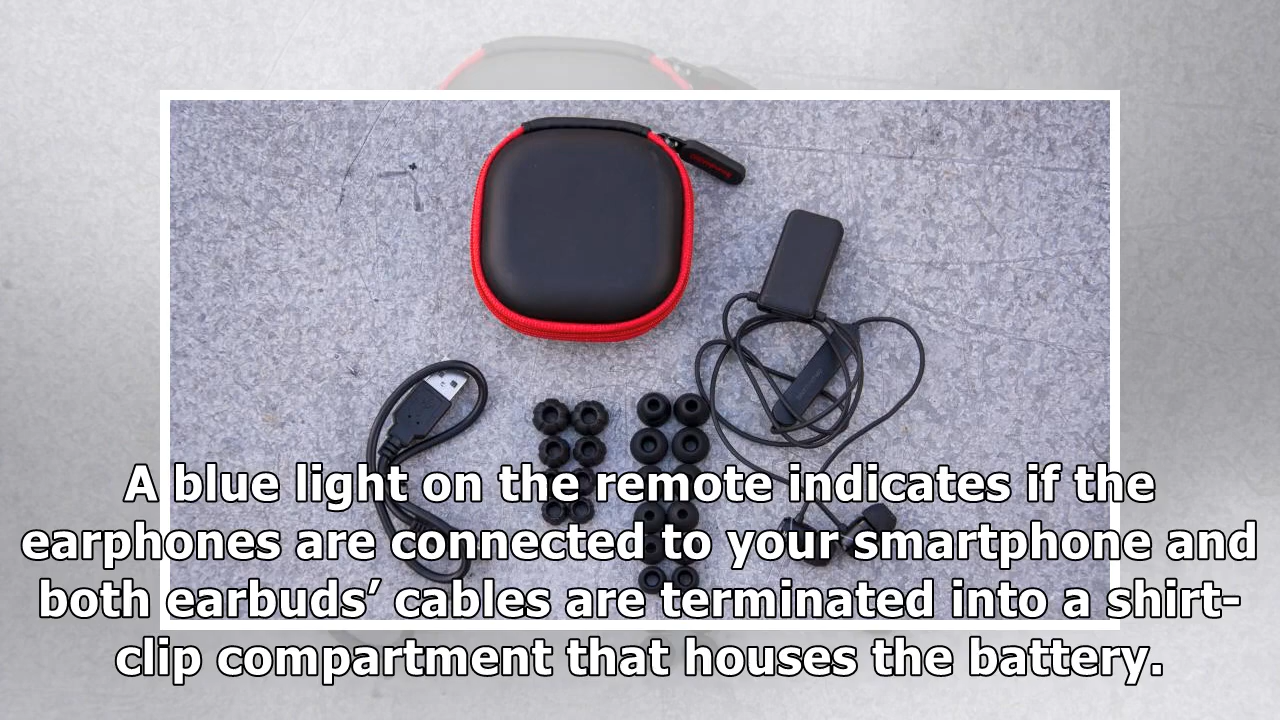 A blue light on the remote indicates if the
earphones are connected to your smartphone and
both earbuds’ cables are terminated into a shirt-
clip compartment that houses the battery.